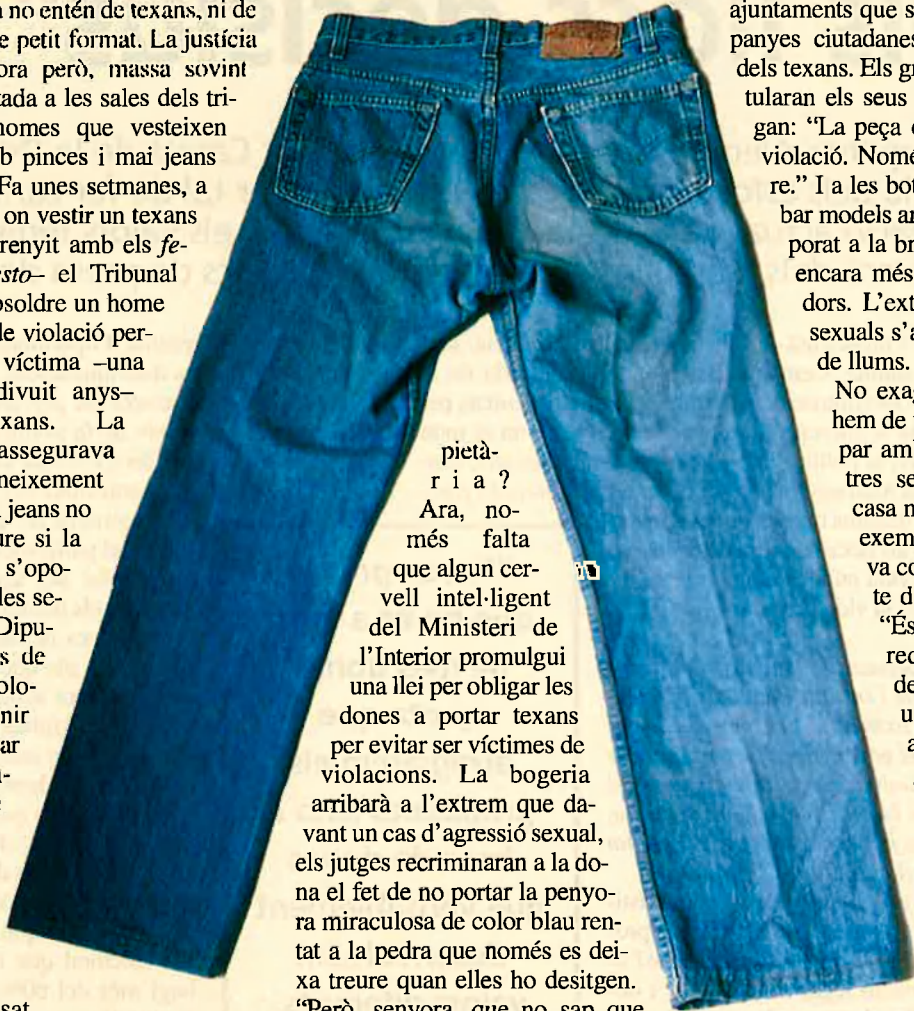 no entén de texans, ni de
e petit format. La justícia
ora però, massa sovint
tada a les sales dels tri-
homes que vesteixen
b pinces i mai jeans
Fa unes setmanes, a
on vestir un texans
renyit amb els fe-
sto– el Tribunal
bsoldre un home
de violació per-
víctima –una
divuit anys–
xans. La
assegurava
neixement
jeans no
ure si la
s'opo-
les se-
Dipu-
s de
olo-
nir
ar
sat
pietà-
ria?
Ara, no-
més falta
que algun cer-
vell intel·ligent
del Ministeri de
l'Interior promulgui
una llei per obligar les
dones a portar texans
per evitar ser víctimes de
violacions. La bogeria
arribarà a l'extrem que da-
vant un cas d'agressió sexual,
els jutges recriminaran a la do-
na el fet de no portar la penyo-
ra miraculosa de color blau ren-
tat a la pedra que només es dei-
xa treure quan elles ho desitgen.
“Però, senyora, que no sap que
ajuntaments que s
panyes ciutadanes
dels texans. Els gr
tularan els seus
gan: “La peça
violació. Només
re.” I a les bot
bar models a
porat a la br
encara més
dors. L'ext
sexuals s'a
de llums.
No exag
hem de
par am
tres se
casa n
exem
va co
te d
“És
rec
de
u
a